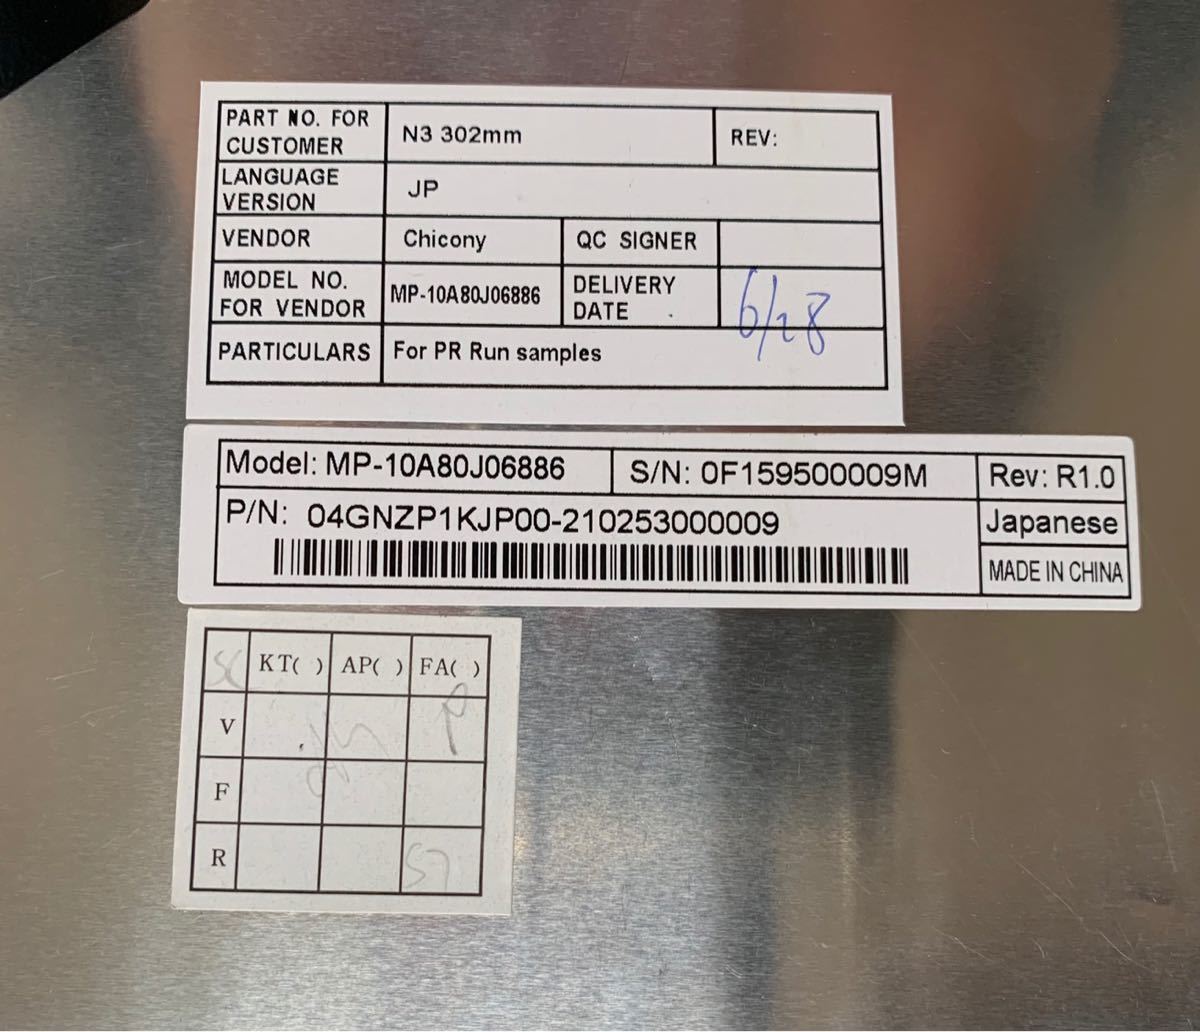 PART NO. FOR CUSTOMER
N3 302mm
REV:
LANGUAGE VERSION
JP
VENDOR
Chicony
QC SIGNER
MODEL NO. FOR VENDOR
MP-10A80J06886
DELIVERY DATE
6/28
PARTICULARS
For PR Run samples
Model: MP-10A80J06886
S/N: 0F159500009M
Rev: R1.0
P/N: 04GNZP1KJP00-210253000009
Japanese
MADE IN CHINA
KT( )
AP( )
FA( )
V
F
R